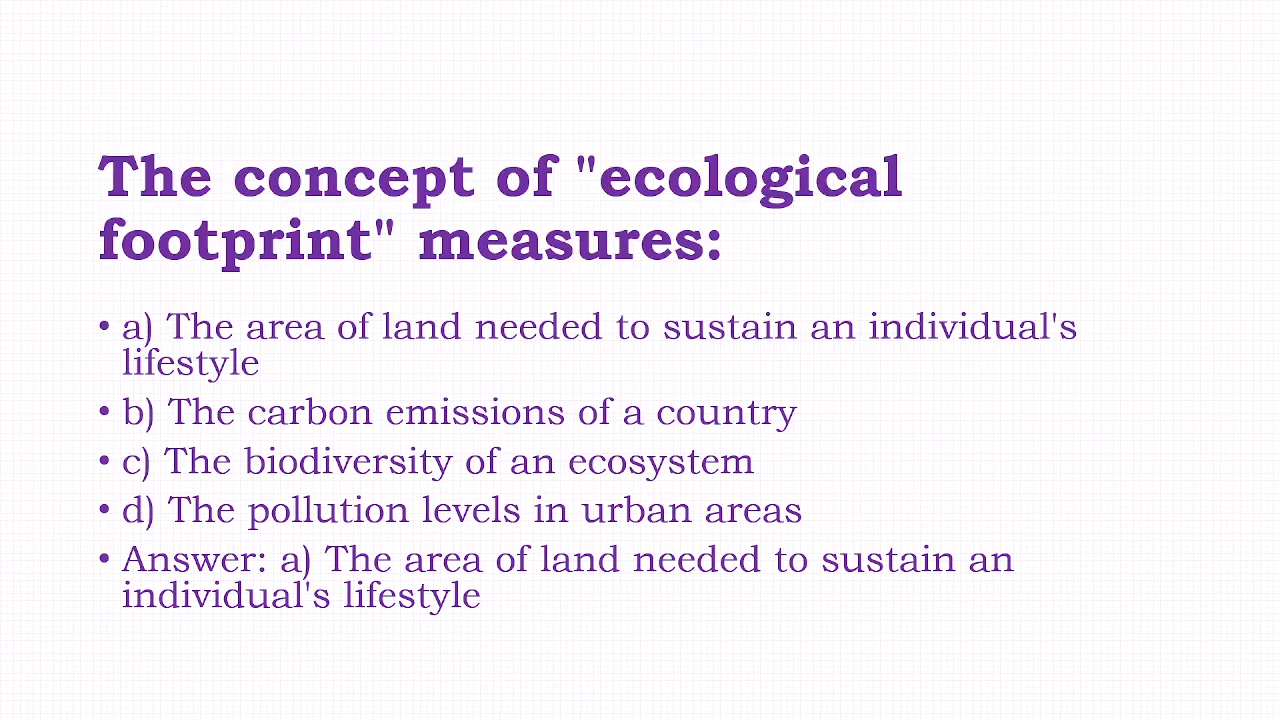 The concept of "ecological
footprint" measures:
• a) The area of land needed to sustain an individual's
lifestyle
• b) The carbon emissions of a country
• c) The biodiversity of an ecosystem
• d) The pollution levels in urban areas
• Answer: a) The area of land needed to sustain an
individual's lifestyle